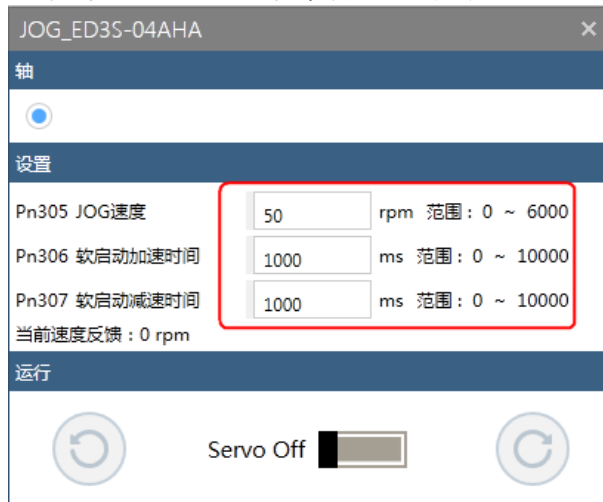 JOG_ED3S-04AHA ×
轴
设置
Pn305 JOG速度 50 rpm 范围：0 ~ 6000
Pn306 软启动加速时间 1000 ms 范围：0 ~ 10000
Pn307 软启动减速时间 1000 ms 范围：0 ~ 10000
当前速度反馈：0 rpm
运行
Servo Off